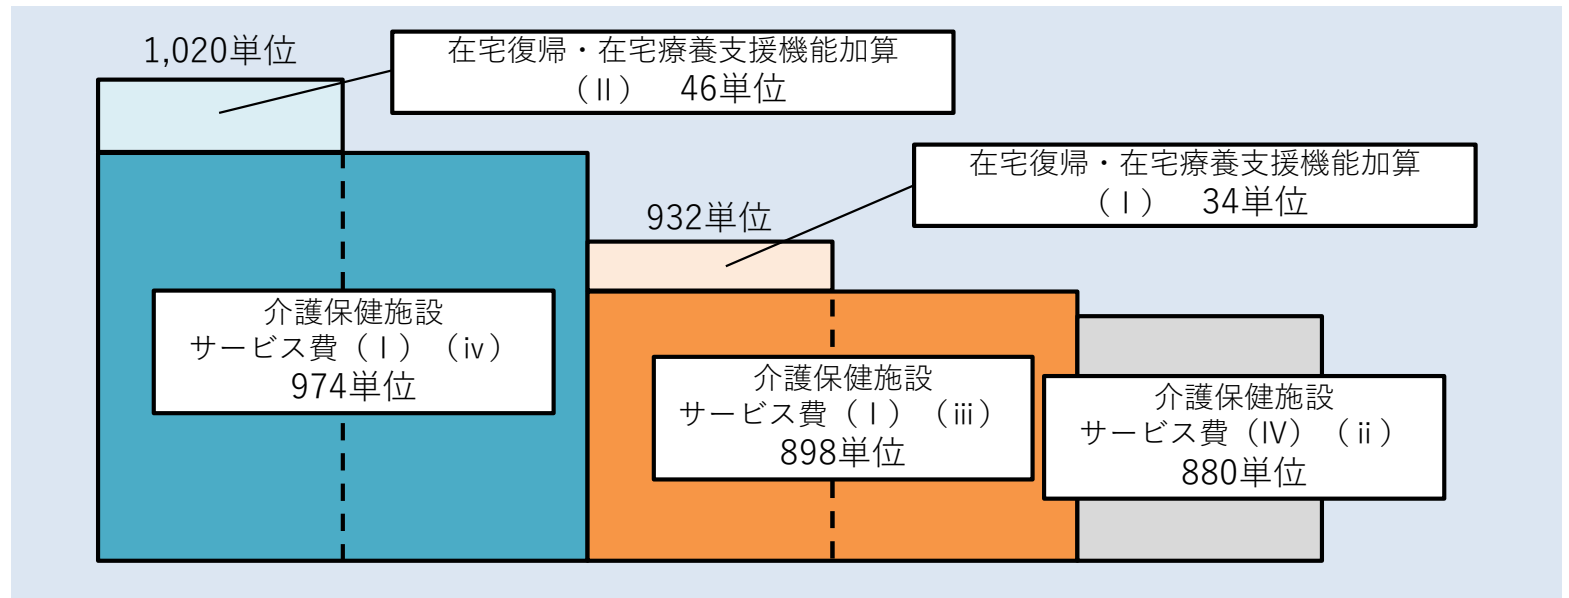 1,020単位
在宅復帰・在宅療養支援機能加算
（Ⅱ）　46単位
在宅復帰・在宅療養支援機能加算
（Ⅰ）　34単位
932単位
介護保健施設
サービス費（Ⅰ）（ⅳ）
974単位
介護保健施設
サービス費（Ⅰ）（ⅲ）
898単位
介護保健施設
サービス費（Ⅳ）（ⅱ）
880単位